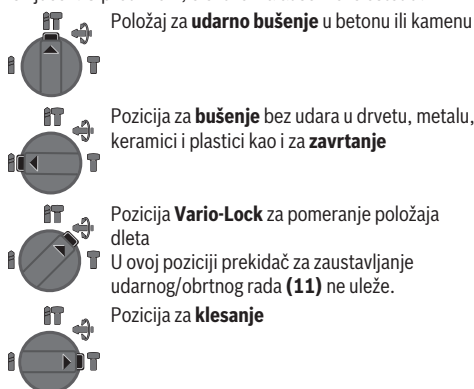 Položaj za udarno bušenje u betonu ili kamenu
Pozicija za bušenje bez udara u drvetu, metalu,
keramici i plastici kao i za zavrtanje
Pozicija Vario-Lock za pomeranje položaja
dleta
U ovoj poziciji prekidač za zaustavljanje
udarnog/obrtnog rada (11) ne uleže.
Pozicija za klesanje